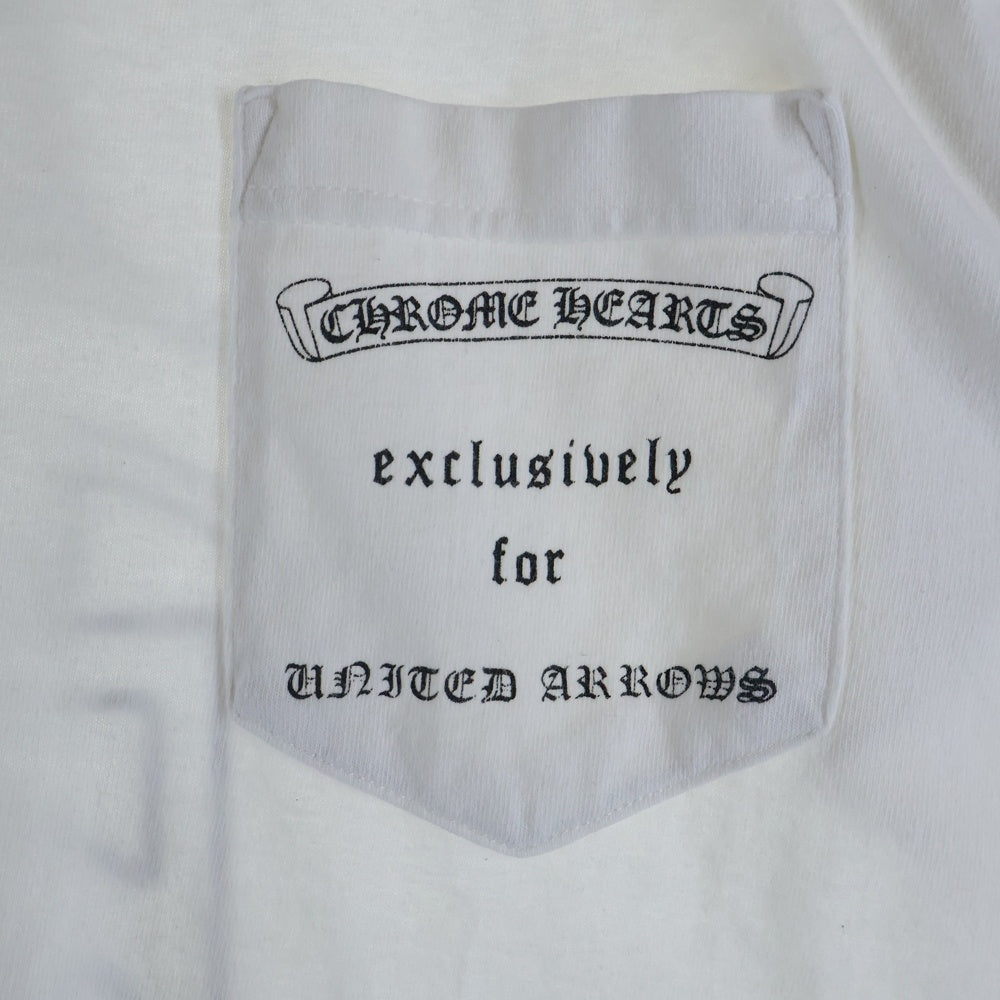 CHROME HEARTS
exclusively
for
UNITED ARROWS